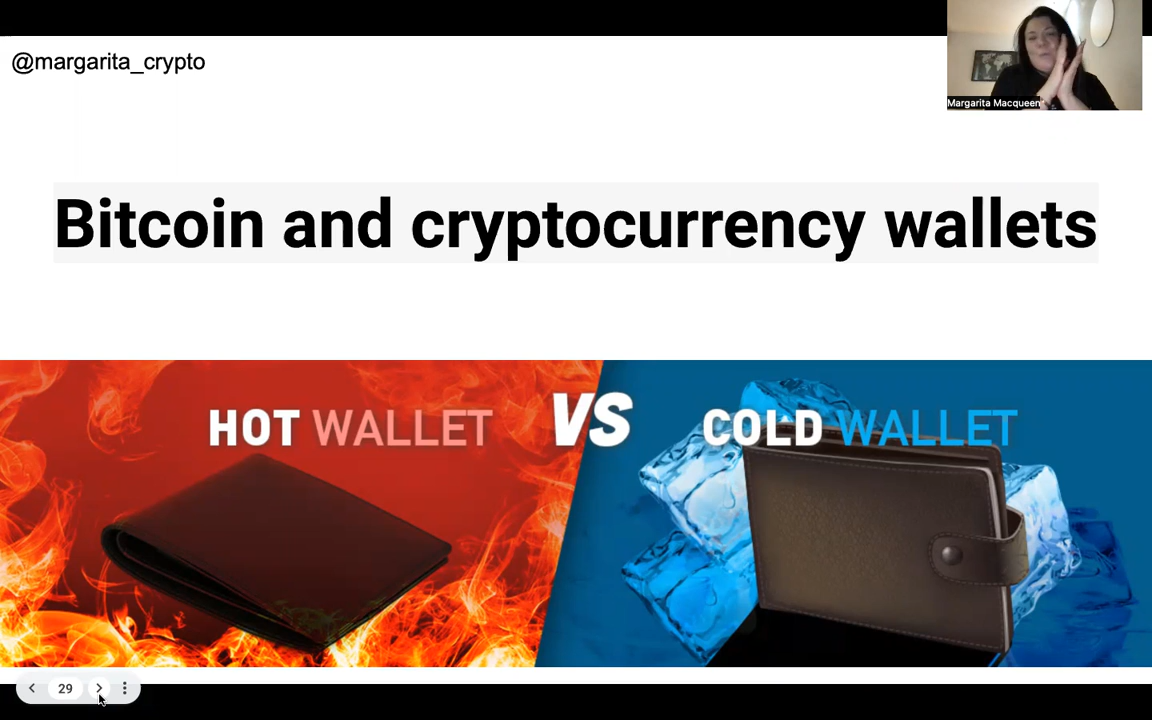 @margarita_crypto
Margarita Macqueen
Bitcoin and cryptocurrency wallets
HOT WALLET VS COLD WALLET
29